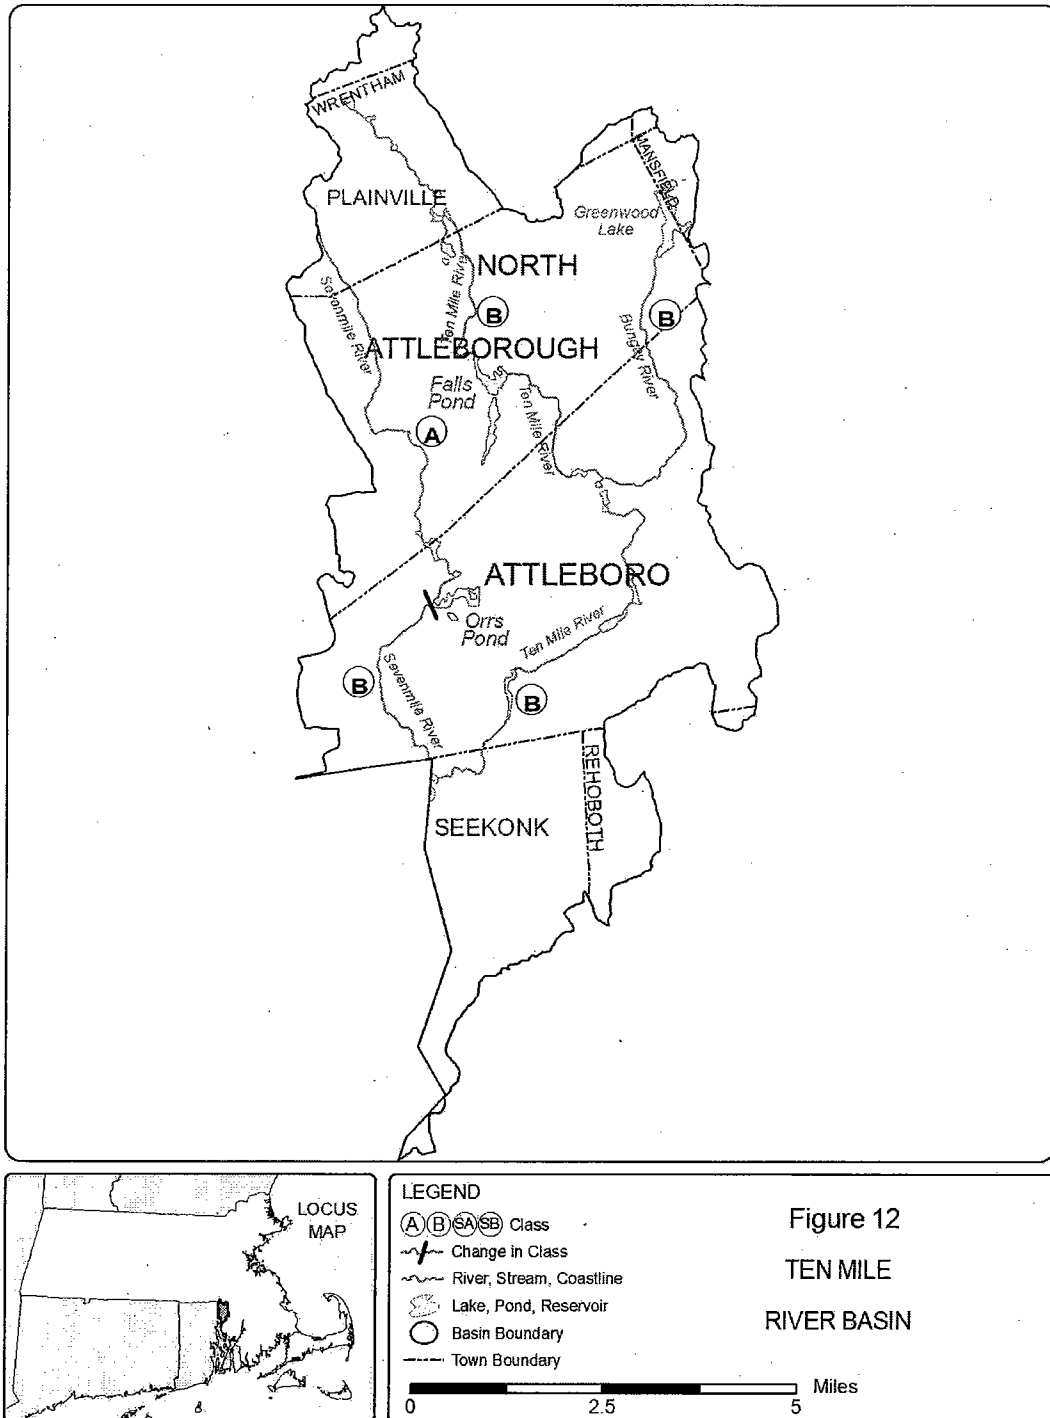 WRENTHAM
MANSFIELD
PLAINVILLE
Greenwood
Lake
NORTH
Sevenmile River
Ten Mile River
B
B
Bungay River
ATTLEBOROUGH
Falls
Pond
Ten Mile River
A
ATTLEBORO
Orrs
Pond
Ten Mile River
Sevenmile River
B
B
REHOBOTH
SEEKONK
LOCUS
MAP
LEGEND
A B SA SB Class
Change in Class
River, Stream, Coastline
Lake, Pond, Reservoir
Basin Boundary
Town Boundary
Miles
0 2.5 5
Figure 12
TEN MILE
RIVER BASIN